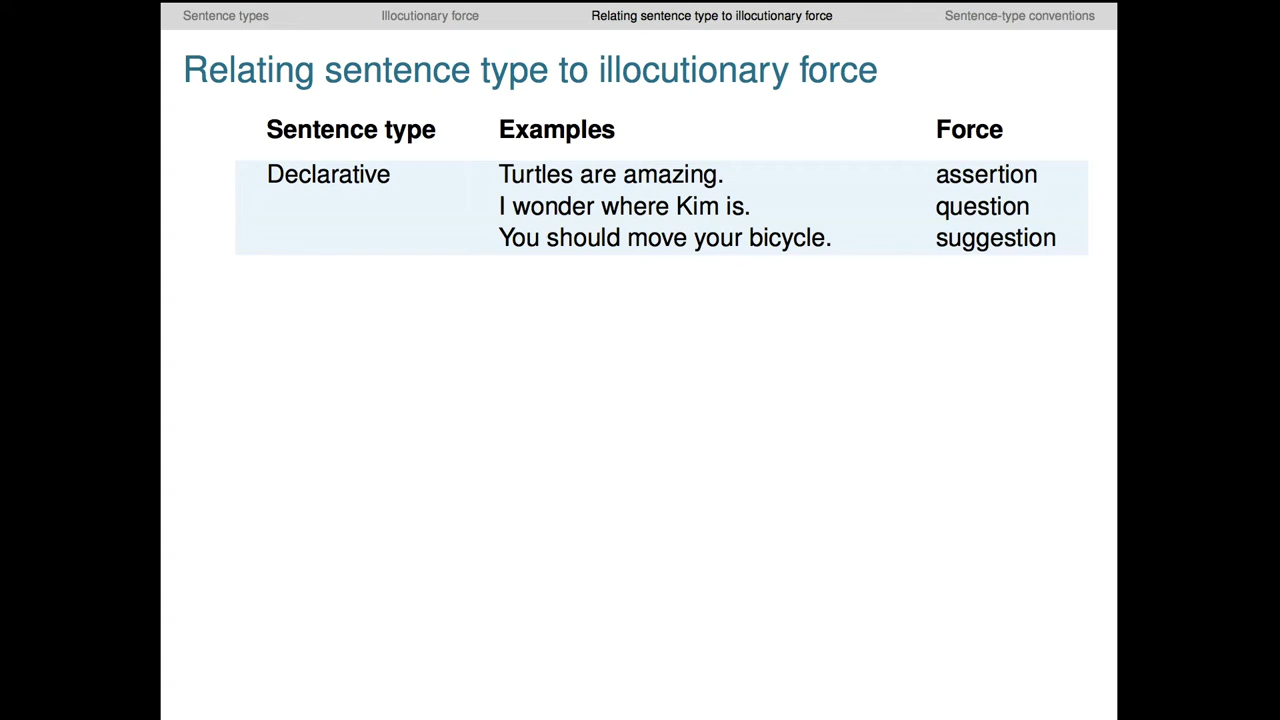 Sentence types Illocutionary force Relating sentence type to illocutionary force Sentence-type conventions
Relating sentence type to illocutionary force
Sentence type Examples Force
Declarative Turtles are amazing. assertion
I wonder where Kim is. question
You should move your bicycle. suggestion